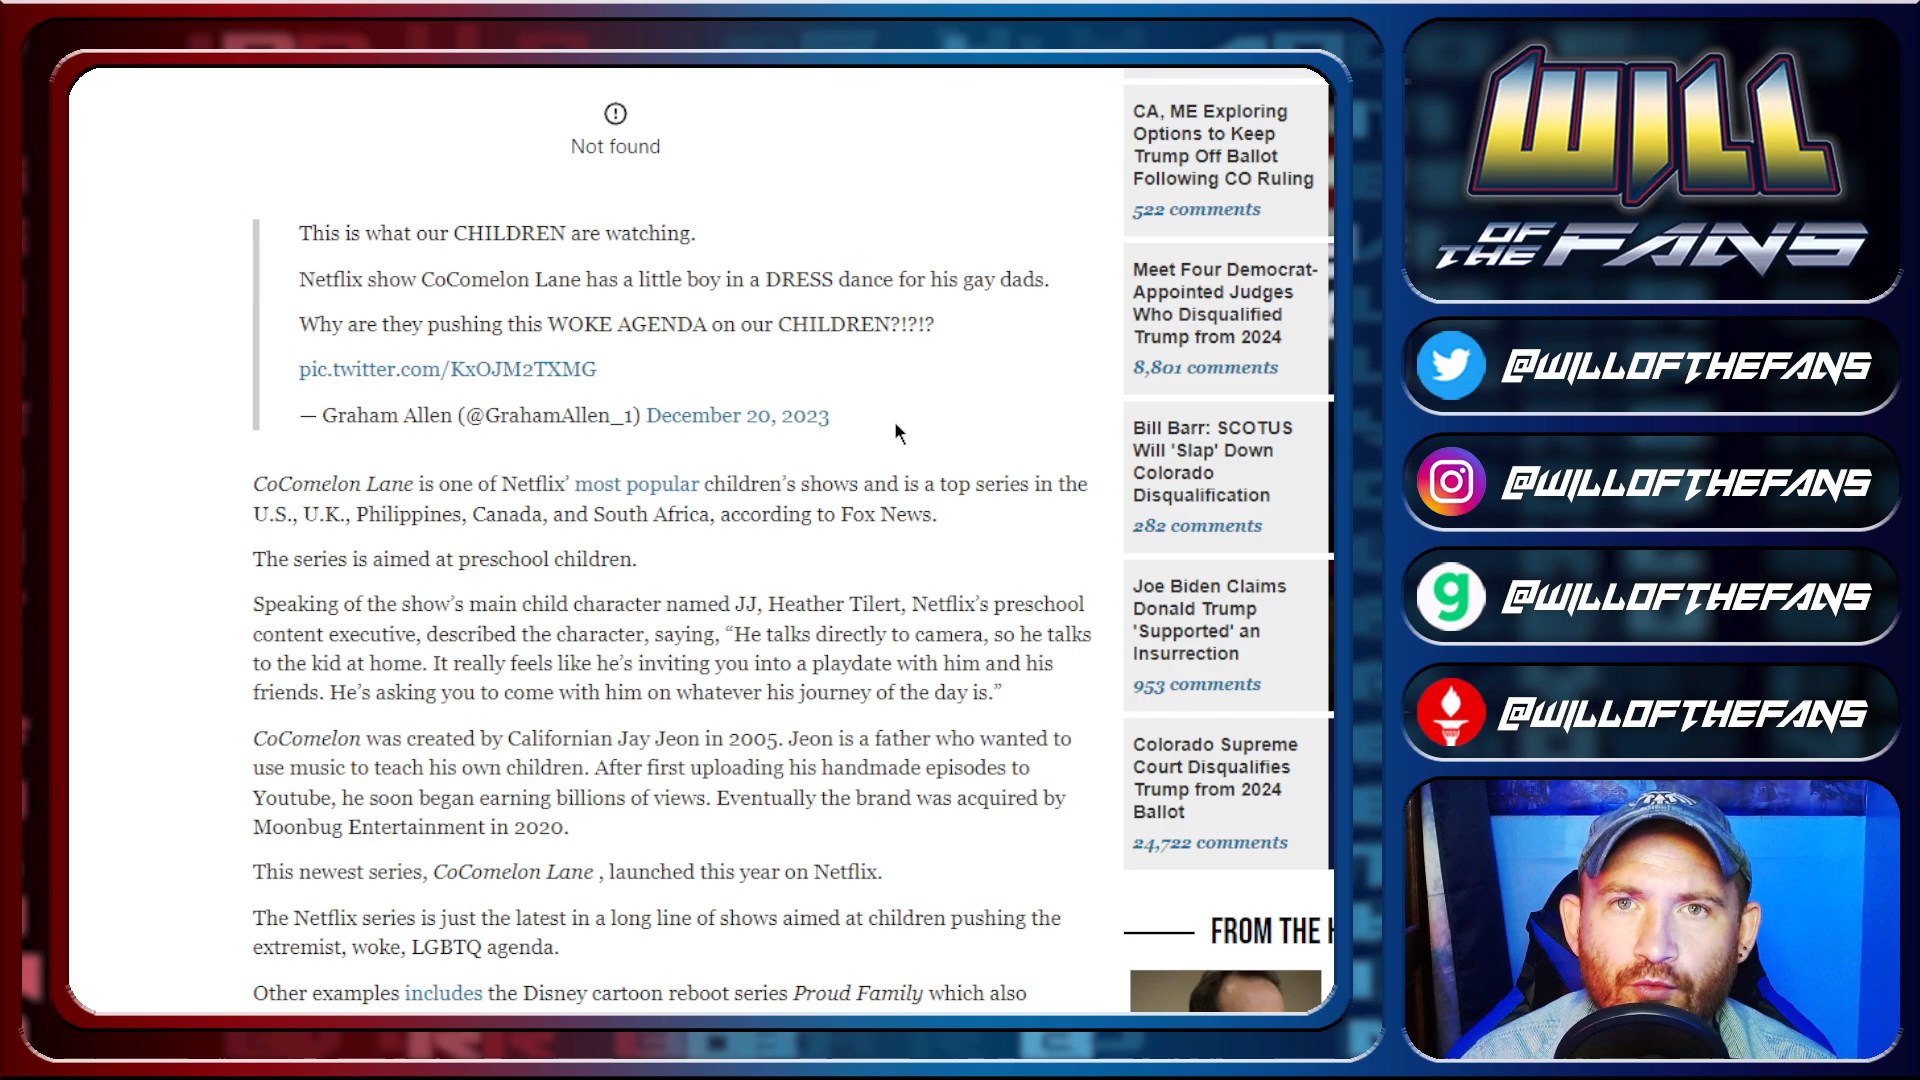 Not found
This is what our CHILDREN are watching.
Netflix show CoComelon Lane has a little boy in a DRESS dance for his gay dads.
Why are they pushing this WOKE AGENDA on our CHILDREN?!?!?
pic.twitter.com/KxOJM2TXMG
— Graham Allen (@GrahamAllen_1) December 20, 2023
CoComelon Lane is one of Netflix’ most popular children’s shows and is a top series in the
U.S., U.K., Philippines, Canada, and South Africa, according to Fox News.
The series is aimed at preschool children.
Speaking of the show’s main child character named JJ, Heather Tilert, Netflix’s preschool
content executive, described the character, saying, “He talks directly to camera, so he talks
to the kid at home. It really feels like he’s inviting you into a playdate with him and his
friends. He’s asking you to come with him on whatever his journey of the day is.”
CoComelon was created by Californian Jay Jeon in 2005. Jeon is a father who wanted to
use music to teach his own children. After first uploading his handmade episodes to
Youtube, he soon began earning billions of views. Eventually the brand was acquired by
Moonbug Entertainment in 2020.
This newest series, CoComelon Lane , launched this year on Netflix.
The Netflix series is just the latest in a long line of shows aimed at children pushing the
extremist, woke, LGBTQ agenda.
Other examples includes the Disney cartoon reboot series Proud Family which also
CA, ME Exploring
Options to Keep
Trump Off Ballot
Following CO Ruling
522 comments
Meet Four Democrat-
Appointed Judges
Who Disqualified
Trump from 2024
8,801 comments
Bill Barr: SCOTUS
Will 'Slap' Down
Colorado
Disqualification
282 comments
Joe Biden Claims
Donald Trump
'Supported' an
Insurrection
953 comments
Colorado Supreme
Court Disqualifies
Trump from 2024
Ballot
24,722 comments
FROM THE
WILL
OF THE FANS
@WILLOFTHEFANS
@WILLOFTHEFANS
g @WILLOFTHEFANS
@WILLOFTHEFANS